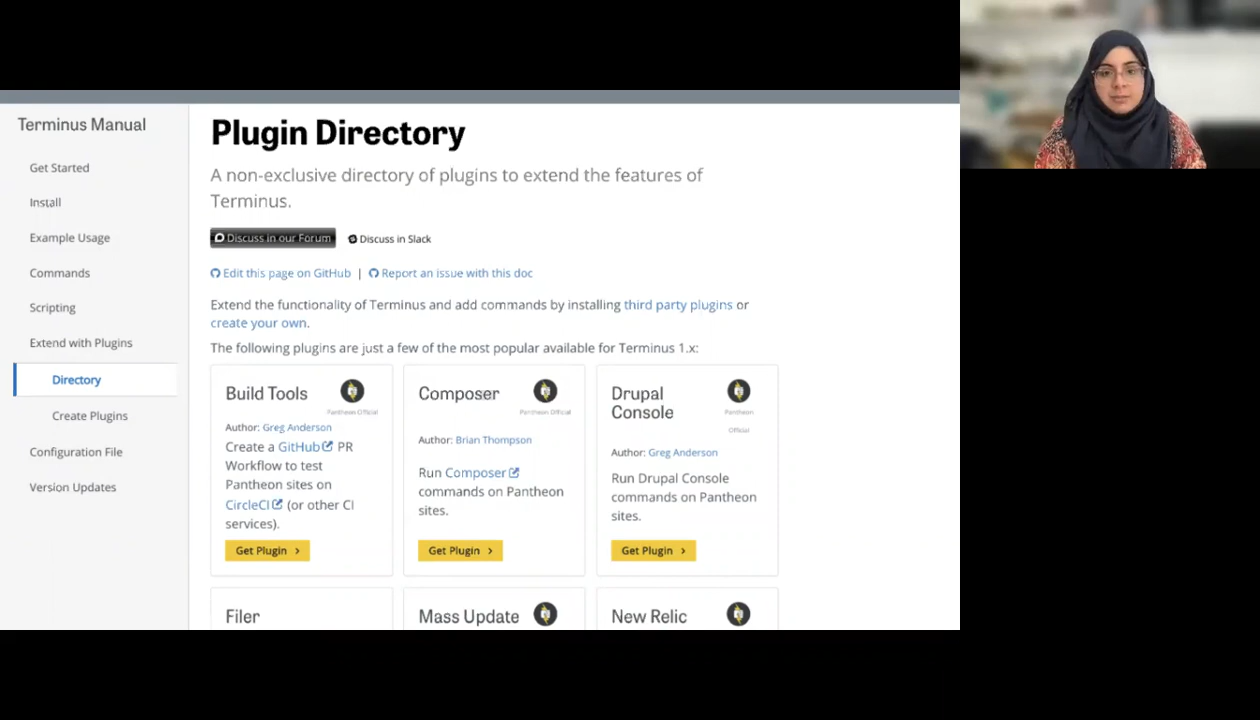 Terminus Manual
Get Started
Install
Example Usage
Commands
Scripting
Extend with Plugins
Directory
Create Plugins
Configuration File
Version Updates
Plugin Directory
A non-exclusive directory of plugins to extend the features of
Terminus.
Discuss in our Forum
Discuss in Slack
Edit this page on GitHub | Report an issue with this doc
Extend the functionality of Terminus and add commands by installing third party plugins or
create your own.
The following plugins are just a few of the most popular available for Terminus 1.x:
Build Tools
Pantheon Official
Author: Greg Anderson
Create a GitHub PR
Workflow to test
Pantheon sites on
CircleCI (or other CI
services).
Get Plugin >
Composer
Pantheon Official
Author: Brian Thompson
Run Composer
commands on Pantheon
sites.
Get Plugin >
Drupal
Console
Pantheon
Official
Author: Greg Anderson
Run Drupal Console
commands on Pantheon
sites.
Get Plugin >
Filer
Mass Update
New Relic